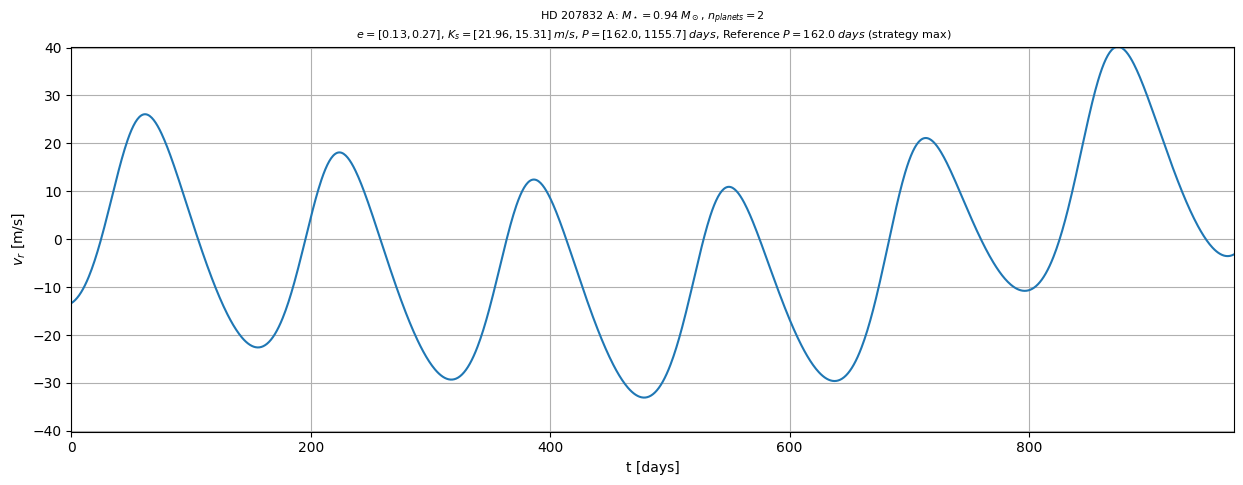 HD 207832 A: $M_⋆ = 0.94 M_⊙$, $n_{planets} = 2$
e = [0.13, 0.27], K_s = [21.96, 15.31] m/s, P = [162.0, 1155.7] days, Reference P = 162.0 days (strategy max)
40
30
20
10
0
−10
−20
−30
−40
v_r [m/s]
0 200 400 600 800
t [days]